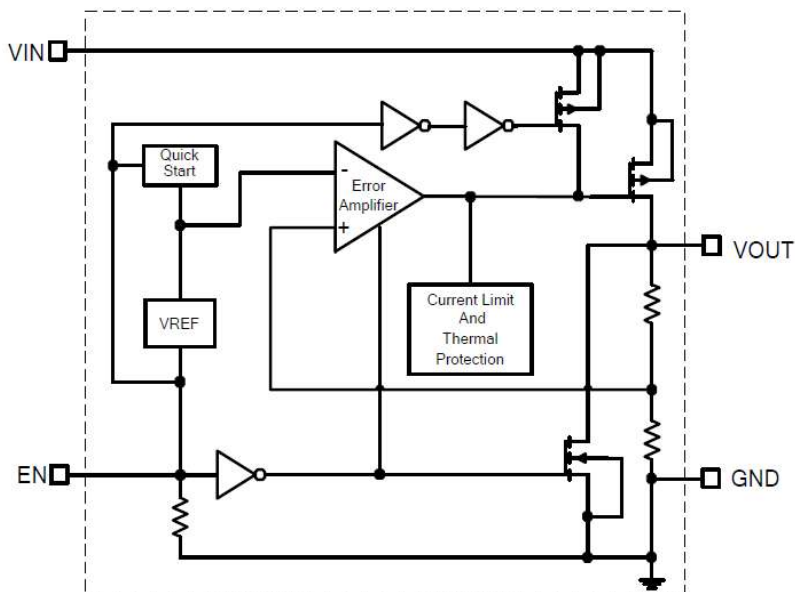 VIN
Quick
Start
-
Error
Amplifier
+
VOUT
VREF
Current Limit
And
Thermal
Protection
EN
GND